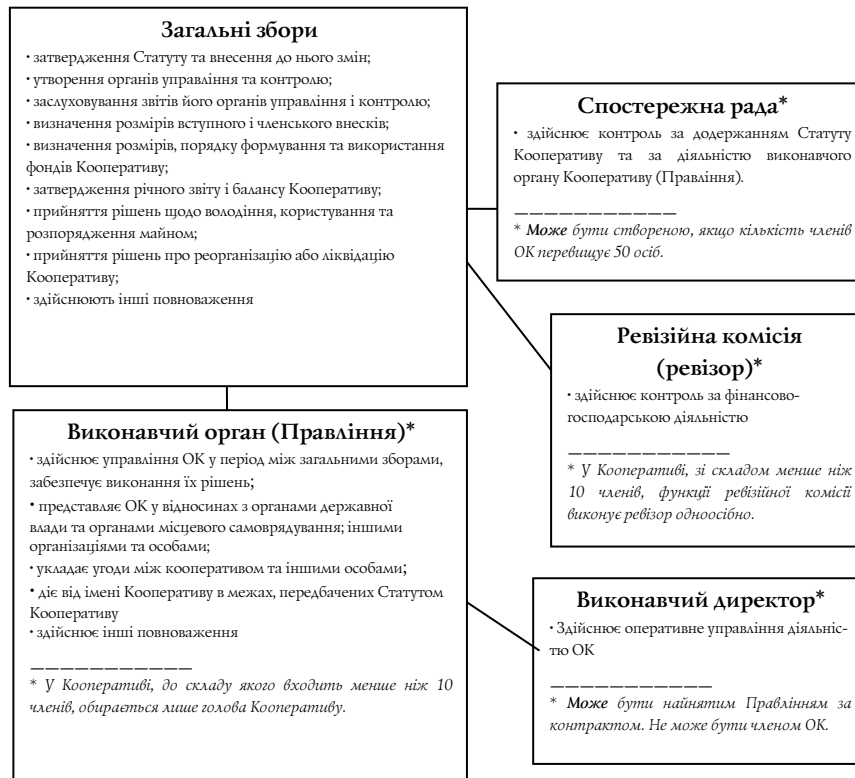 Загальні збори
• затвердження Статуту та внесення до нього змін;
• утворення органів управління та контролю;
• заслуховування звітів його органів управління і контролю;
• визначення розмірів вступного і членського внесків;
• визначення розмірів, порядку формування та використання
фондів Кооперативу;
• затвердження річного звіту і балансу Кооперативу;
• прийняття рішень щодо володіння, користування та
розпорядження майном;
• прийняття рішень про реорганізацію або ліквідацію
Кооперативу;
• здійснюють інші повноваження
Спостережна рада*
• здійснює контроль за додержанням Статуту
Кооперативу та за діяльністю виконавчого
органу Кооперативу (Правління).
___________
* Може бути створеною, якщо кількість членів
ОК перевищує 50 осіб.
Ревізійна комісія
(ревізор)*
• здійснює контроль за фінансово-
господарською діяльністю
___________
* У Кооперативі, зі складом менше ніж
10 членів, функції ревізійної комісії
виконує ревізор одноосібно.
Виконавчий орган (Правління)*
• здійснює управління ОК у період між загальними зборами,
забезпечує виконання їх рішень;
• представляє ОК у відносинах з органами державної
влади та органами місцевого самоврядування; іншими
організаціями та особами;
• укладає угоди між кооперативом та іншими особами;
• діє від імені Кооперативу в межах, передбачених Статутом
Кооперативу
• здійснює інші повноваження
___________
* У Кооперативі, до складу якого входить менше ніж 10
членів, обирається лише голова Кооперативу.
Виконавчий директор*
• Здійснює оперативне управління діяльніс-
тю ОК
___________
* Може бути найнятим Правлінням за
контрактом. Не може бути членом ОК.